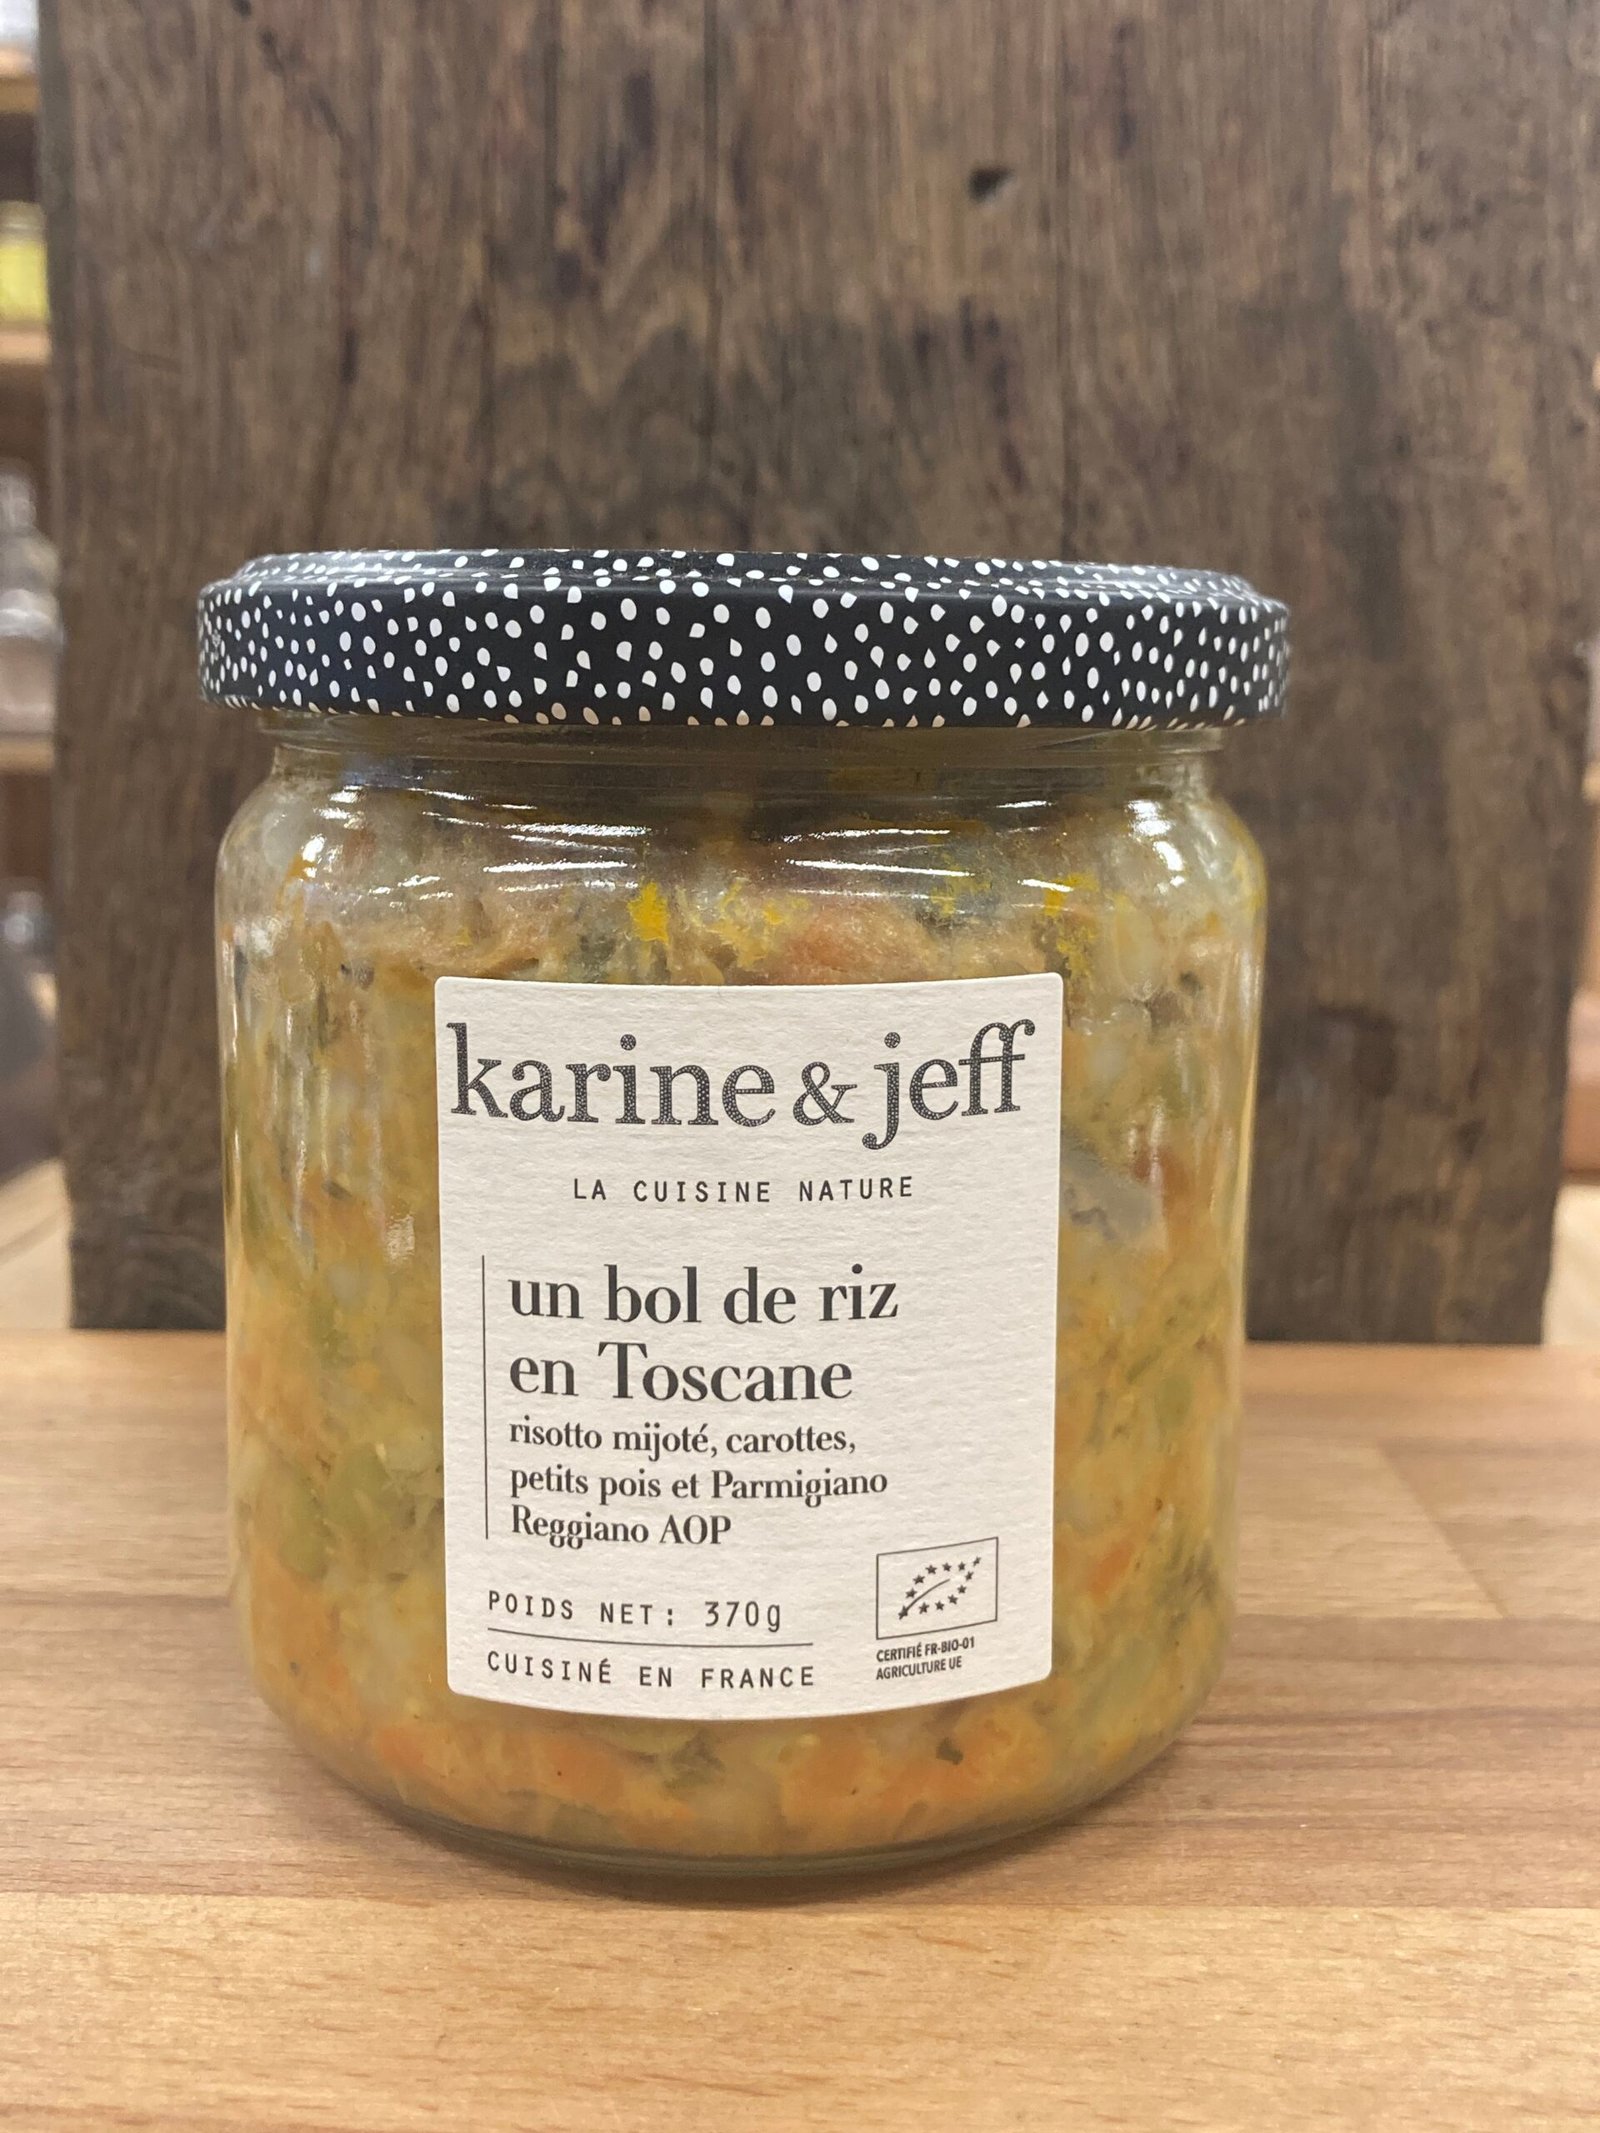 karine & jeff
LA CUISINE NATURE
un bol de riz
en Toscane
risotto mijoté, carottes,
petits pois et Parmigiano
Reggiano AOP
POIDS NET: 370g
CUISINÉ EN FRANCE
CERTIFIÉ FR-BIO-01
AGRICULTURE UE